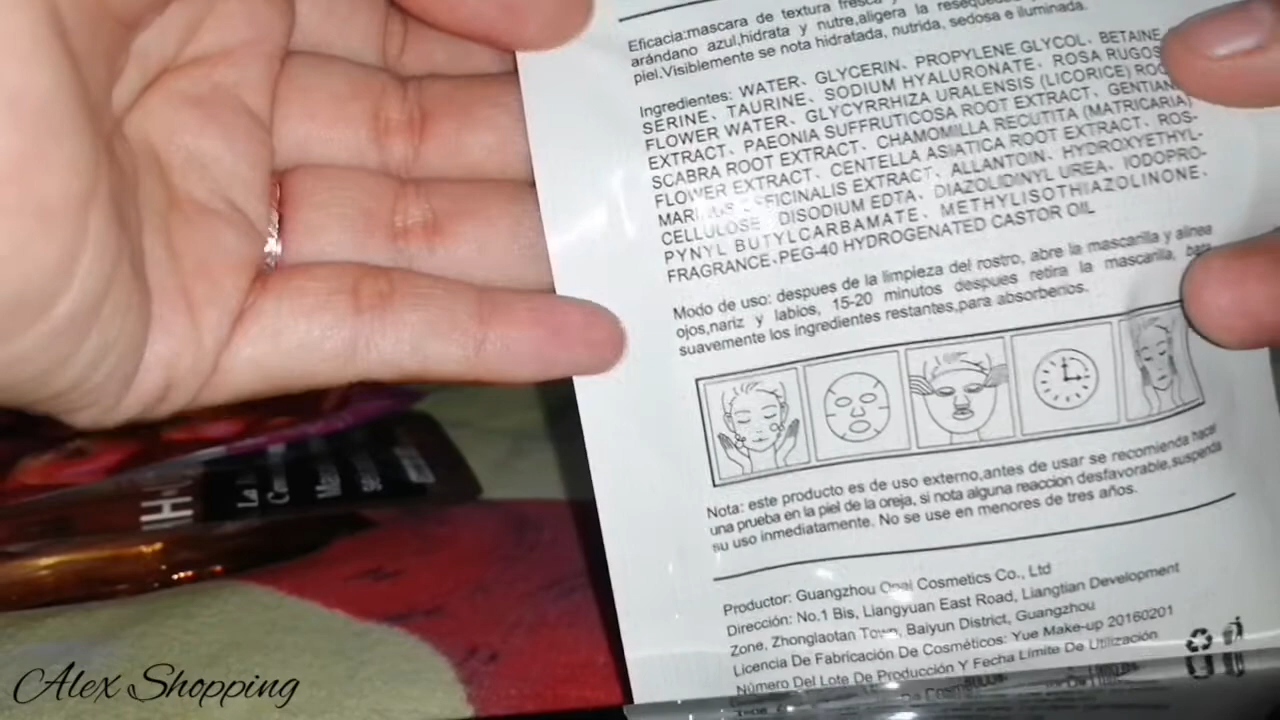 Eficacia:mascara de textura fresca y
arándano azul,hidrata y nutre,aligera la
piel.Visiblemente se nota hidratada, nutrida, sedosa e iluminada.
Ingredientes: WATER、GLYCERIN、PROPYLENE GLYCOL、BETAINE
SERINE、TAURINE、SODIUM HYALURONATE、ROSA RUGOS
FLOWER WATER、GLYCYRRHIZA URALENSIS (LICORICE) ROO
EXTRACT、PAEONIA SUFFRUTICOSA ROOT EXTRACT、GENTIAN
SCABRA ROOT EXTRACT、CHAMOMILLA RECUTITA (MATRICARIA)
FLOWER EXTRACT、CENTELLA ASIATICA ROOT EXTRACT、ROS-
MARI FICINALIS EXTRACT、ALLANTOIN、HYDROXYETHYL-
CELLULOSE、DISODIUM EDTA、DIAZOLIDINYL UREA、IODOPRO-
PYNYL BUTYLCARBAMATE、METHYLISOTHIAZOLINONE、
FRAGRANCE、PEG-40 HYDROGENATED CASTOR OIL
Modo de uso: despues de la limpieza del rostro, abre la mascarilla y alinea
ojos,nariz y labios, 15-20 minutos despues retira la mascarilla,
suavemente los ingredientes restantes,para absorberlos.
Nota: este producto es de uso externo,antes de usar se recomienda hacer
una prueba en la piel de la oreja, si nota alguna reaccion desfavorable,suspenda
su uso inmediatamente. No se use en menores de tres años.
Productor: Guangzhou Opal Cosmetics Co., Ltd
Dirección: No.1 Bis, Liangyuan East Road, Liangtian Development
Zone, Zhonglaotan Town, Baiyun District, Guangzhou
Licencia De Fabricación De Cosméticos: Yue Make-up 20160201
Número Del Lote De Producción Y Fecha Límite De Utilización
Alex Shopping